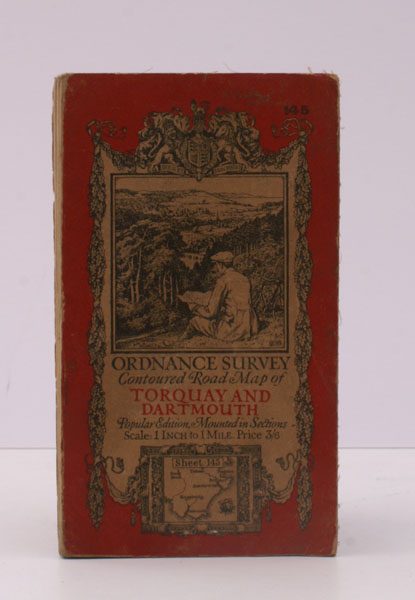 145
ORDNANCE SURVEY
Contoured Road Map of
TORQUAY AND
DARTMOUTH
Popular Edition, Mounted in Sections
Scale: 1 INCH to 1 MILE. Price 3/6
Sheet 145